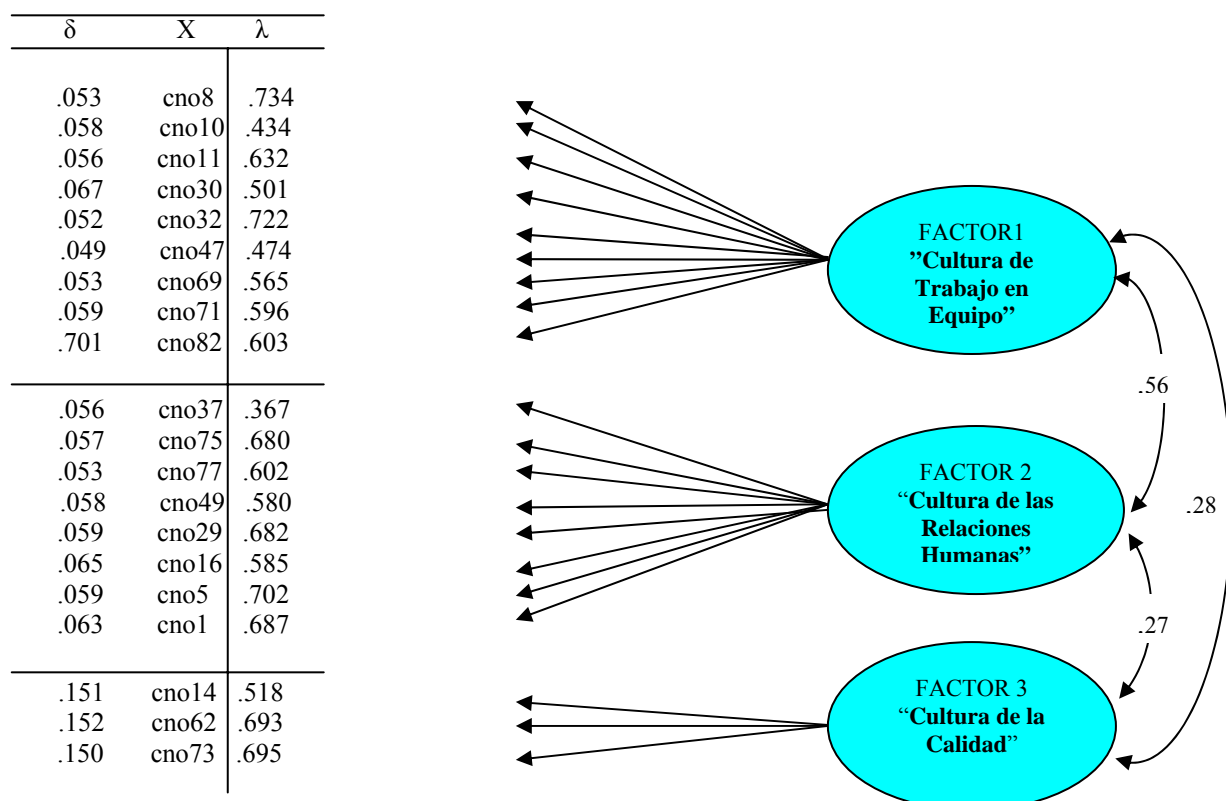 δ X λ
.053 cno8 .734
.058 cno10 .434
.056 cno11 .632
.067 cno30 .501
.052 cno32 .722
.049 cno47 .474
.053 cno69 .565
.059 cno71 .596
.701 cno82 .603
.056 cno37 .367
.057 cno75 .680
.053 cno77 .602
.058 cno49 .580
.059 cno29 .682
.065 cno16 .585
.059 cno5 .702
.063 cno1 .687
.151 cno14 .518
.152 cno62 .693
.150 cno73 .695
FACTOR1
”Cultura de
Trabajo en
Equipo”
.56
FACTOR 2
“Cultura de las
Relaciones
Humanas”
.28
.27
FACTOR 3
“Cultura de la
Calidad”